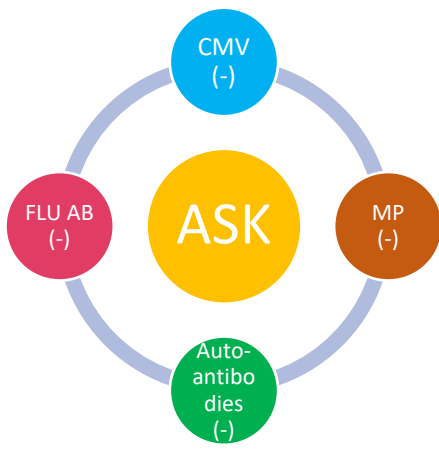 CMV
(-)
FLU AB
(-)
ASK
MP
(-)
Auto-
antibo
dies
(-)